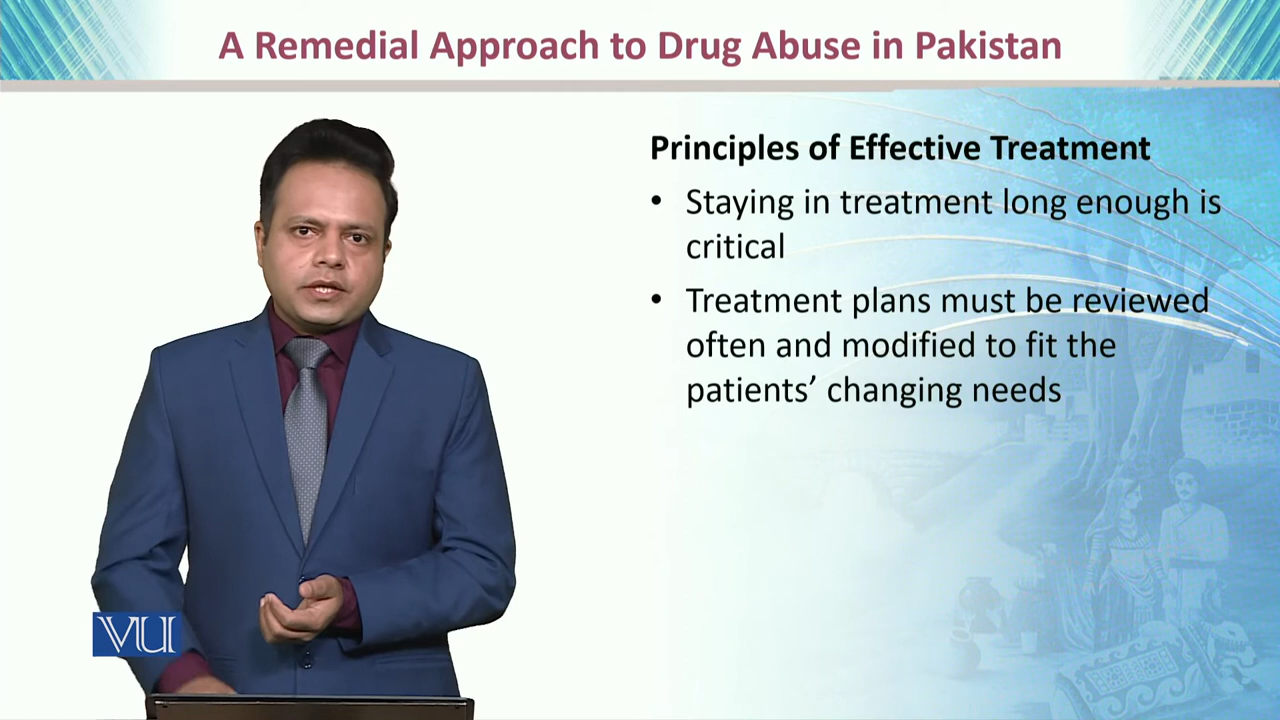 A Remedial Approach to Drug Abuse in Pakistan
Principles of Effective Treatment
• Staying in treatment long enough is
critical
• Treatment plans must be reviewed
often and modified to fit the
patients’ changing needs
VU